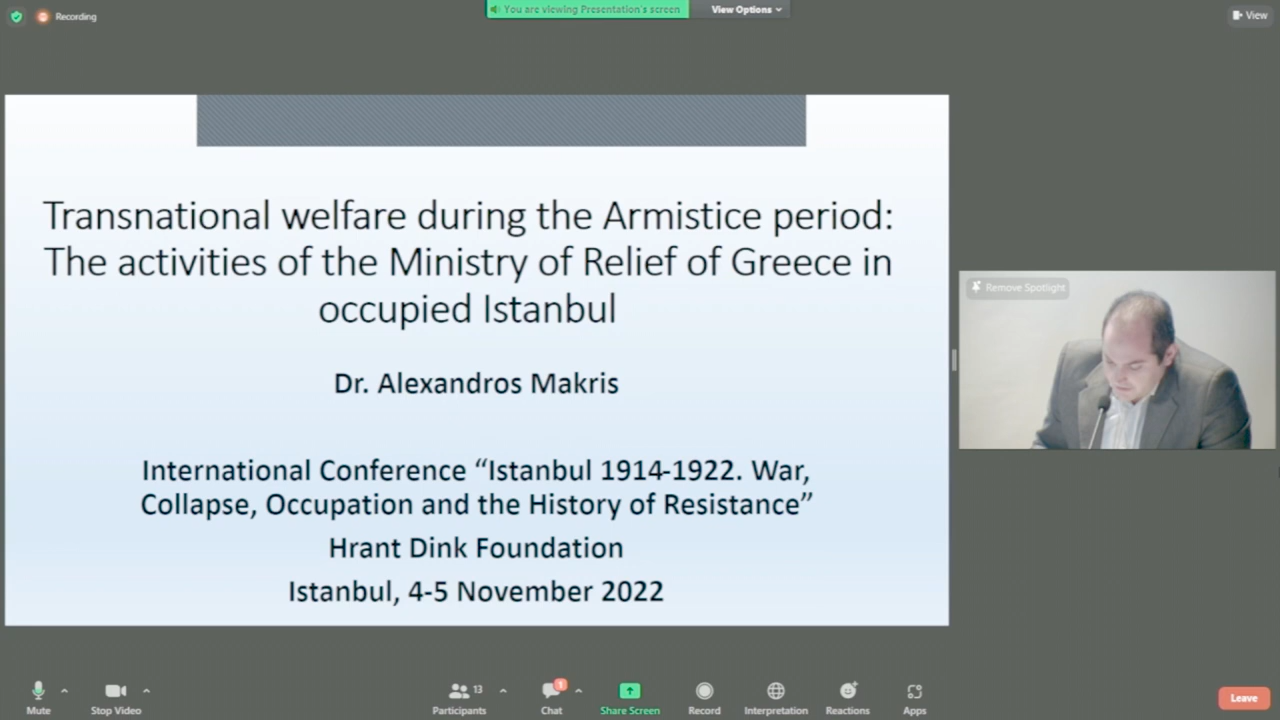 Recording
You are viewing Presentation's screen
View Options
View
Transnational welfare during the Armistice period:
The activities of the Ministry of Relief of Greece in
occupied Istanbul
Dr. Alexandros Makris
International Conference “Istanbul 1914-1922. War,
Collapse, Occupation and the History of Resistance”
Hrant Dink Foundation
Istanbul, 4-5 November 2022
Remove Spotlight
Mute
Stop Video
Participants
13
Chat
Share Screen
Record
Interpretation
Reactions
Apps
Leave